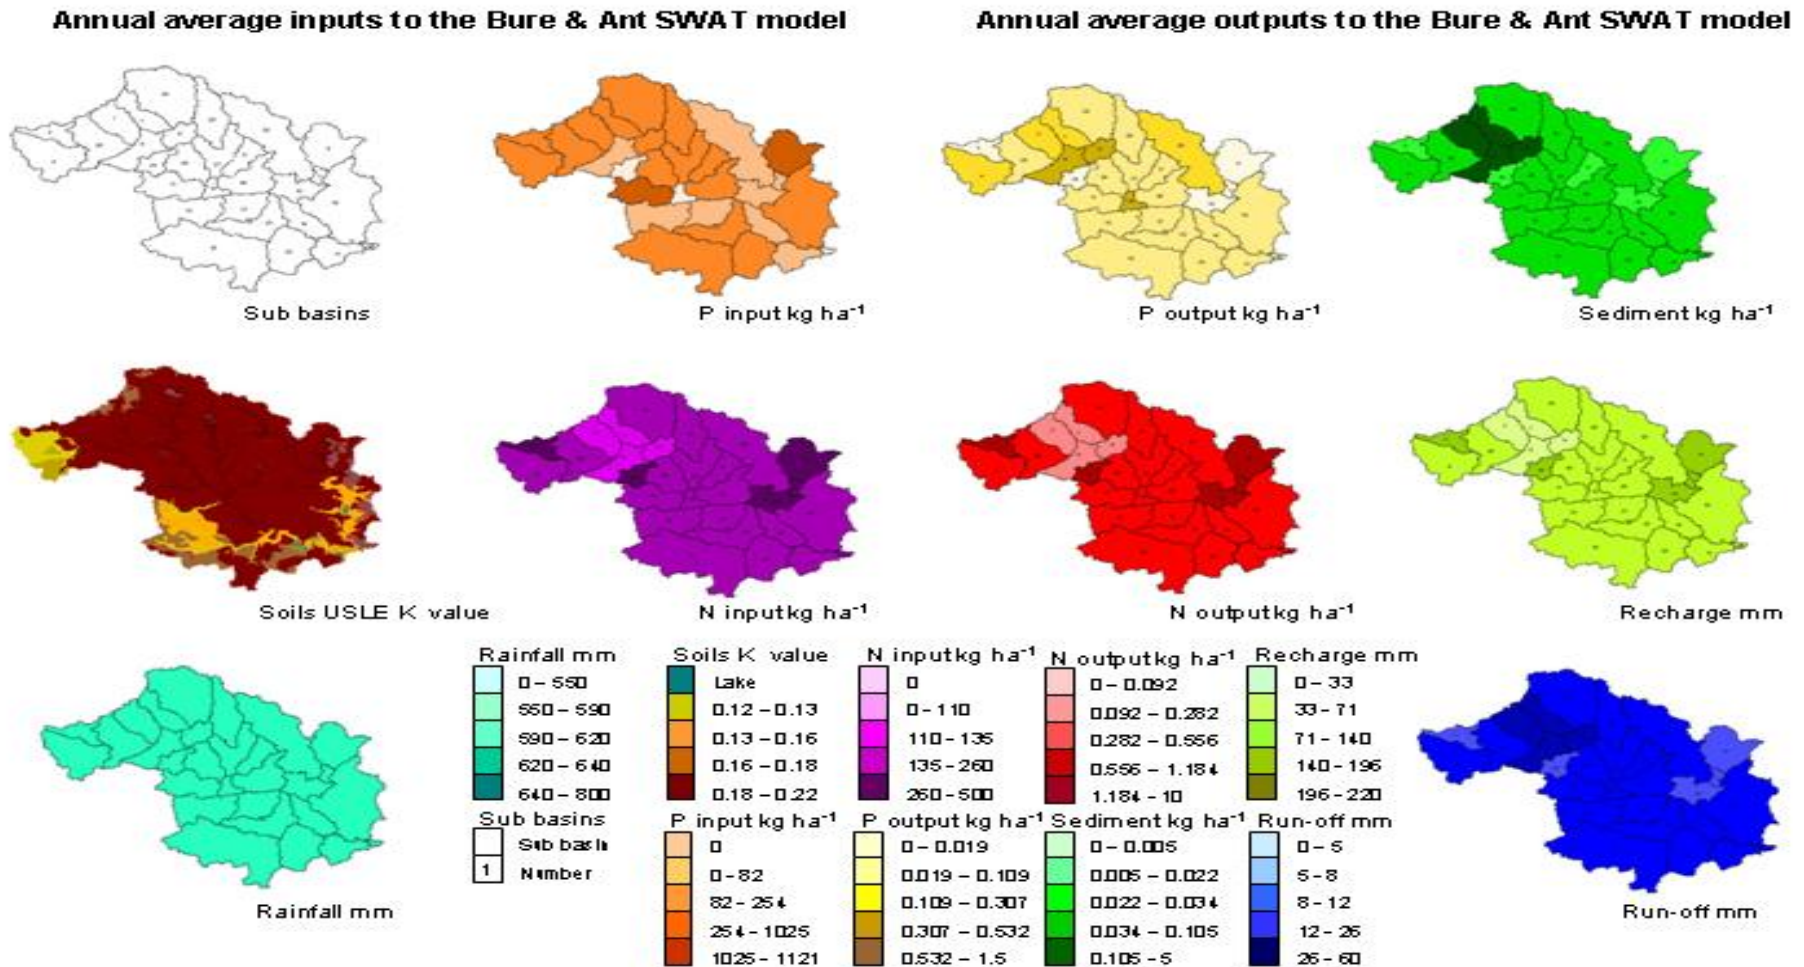 Annual average inputs to the Bure & Ant SWAT model
Annual average outputs to the Bure & Ant SWAT model
Sub basins
P input kg ha⁻¹
P output kg ha⁻¹
Sediment kg ha⁻¹
Soils USLE K value
N input kg ha⁻¹
N output kg ha⁻¹
Recharge mm
Rainfall mm
0 – 550
550 – 590
590 – 620
620 – 640
640 – 800
Soils K value
Lake
0.12 – 0.13
0.13 – 0.16
0.16 – 0.18
0.18 – 0.22
N input kg ha⁻¹
0
0 – 110
110 – 135
135 – 260
260 – 500
N output kg ha⁻¹
0 – 0.092
0.092 – 0.282
0.282 – 0.556
0.556 – 1.184
1.184 – 10
Recharge mm
0 – 33
33 – 71
71 – 140
140 – 196
196 – 220
Sub basins
Sub basin
1 Number
P input kg ha⁻¹
0
0 – 82
82 – 254
254 – 1025
1025 – 1121
P output kg ha⁻¹
0 – 0.019
0.019 – 0.109
0.109 – 0.307
0.307 – 0.532
0.532 – 1.5
Sediment kg ha⁻¹
0 – 0.005
0.005 – 0.022
0.022 – 0.034
0.034 – 0.105
0.105 – 5
Run-off mm
0 – 5
5 – 8
8 – 12
12 – 26
26 – 60
Rainfall mm
Run-off mm